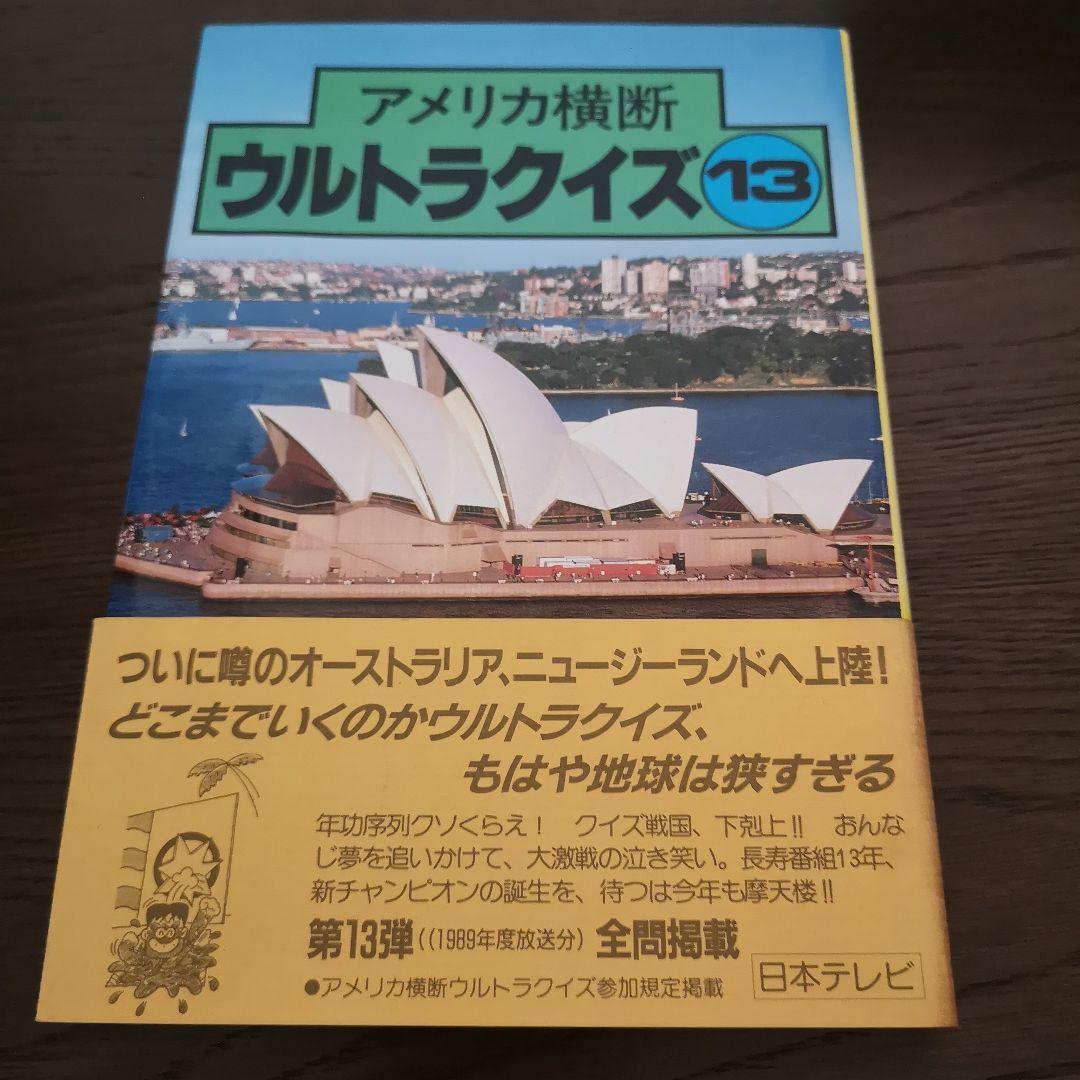 アメリカ横断
ウルトラクイズ13
ついに噂のオーストラリア、ニュージーランドへ上陸!
どこまでいくのかウルトラクイズ、
もはや地球は狭すぎる
年功序列クソくらえ! クイズ戦国、下剋上!! おんな
じ夢を追いかけて、大激戦の泣き笑い。長寿番組13年、
新チャンピオンの誕生を、待つは今年も摩天楼!!
第13弾((1989年度放送分) 全問掲載
●アメリカ横断ウルトラクイズ参加規定掲載
日本テレビ